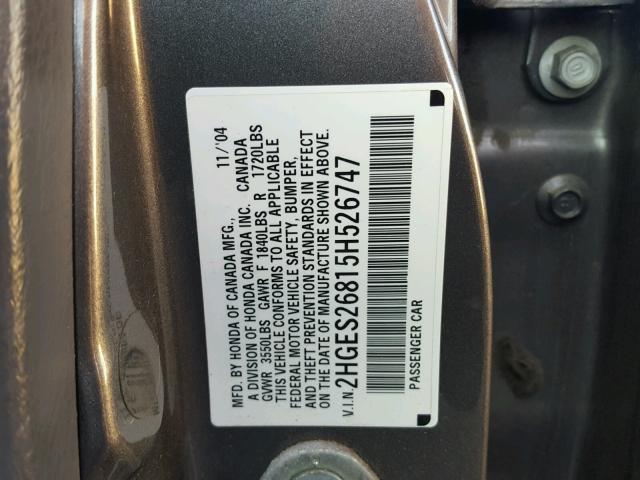 MFD. BY HONDA OF CANADA MFG., 11/'04
A DIVISION OF HONDA CANADA INC. CANADA
GVWR 3550LBS GAWR F 1840LBS R 1720LBS
THIS VEHICLE CONFORMS TO ALL APPLICABLE
FEDERAL MOTOR VEHICLE SAFETY, BUMPER,
AND THEFT PREVENTION STANDARDS IN EFFECT
ON THE DATE OF MANUFACTURE SHOWN ABOVE.
V.I.N. 2HGES26815H526747
PASSENGER CAR